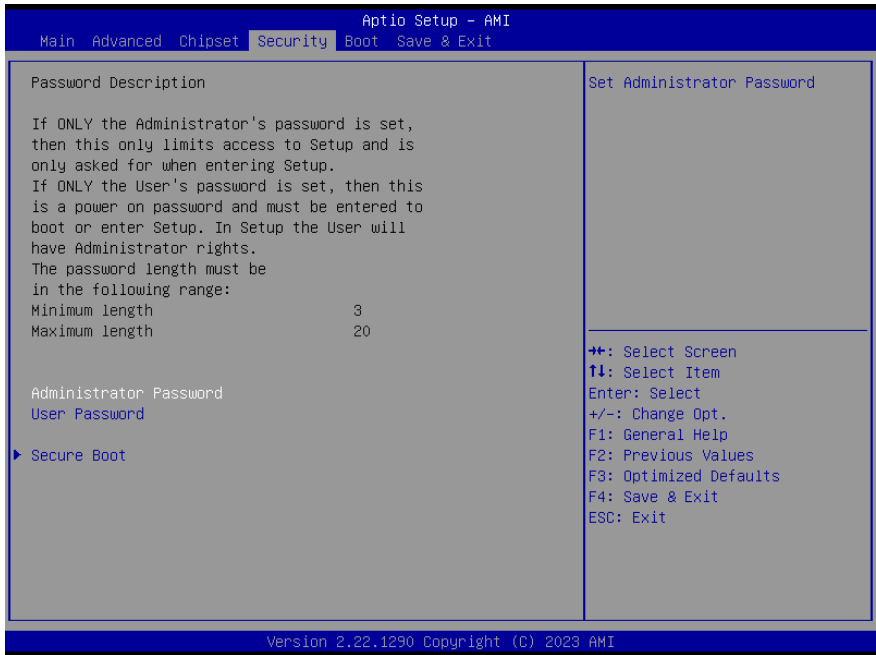 Aptio Setup – AMI
Main Advanced Chipset Security Boot Save & Exit
Password Description
If ONLY the Administrator's password is set,
then this only limits access to Setup and is
only asked for when entering Setup.
If ONLY the User's password is set, then this
is a power on password and must be entered to
boot or enter Setup. In Setup the User will
have Administrator rights.
The password length must be
in the following range:
Minimum length 3
Maximum length 20
Administrator Password
User Password
Secure Boot
Set Administrator Password
→←: Select Screen
↑↓: Select Item
Enter: Select
+/-: Change Opt.
F1: General Help
F2: Previous Values
F3: Optimized Defaults
F4: Save & Exit
ESC: Exit
Version 2.22.1290 Copyright (C) 2023 AMI